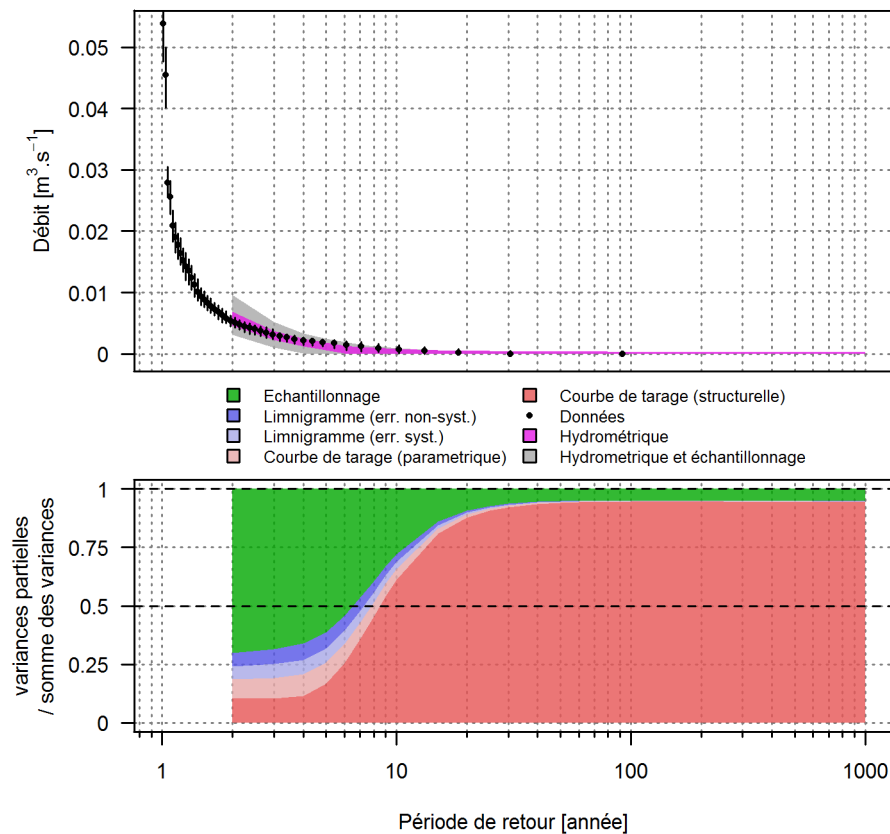 0.05
0.04
0.03
0.02
0.01
0
Débit [m³.s⁻¹]
Echantillonnage
Limnigramme (err. non-syst.)
Limnigramme (err. syst.)
Courbe de tarage (parametrique)
Courbe de tarage (structurelle)
Données
Hydrométrique
Hydrometrique et échantillonnage
1
0.75
0.5
0.25
0
variances partielles
/ somme des variances
1
10
100
1000
Période de retour [année]